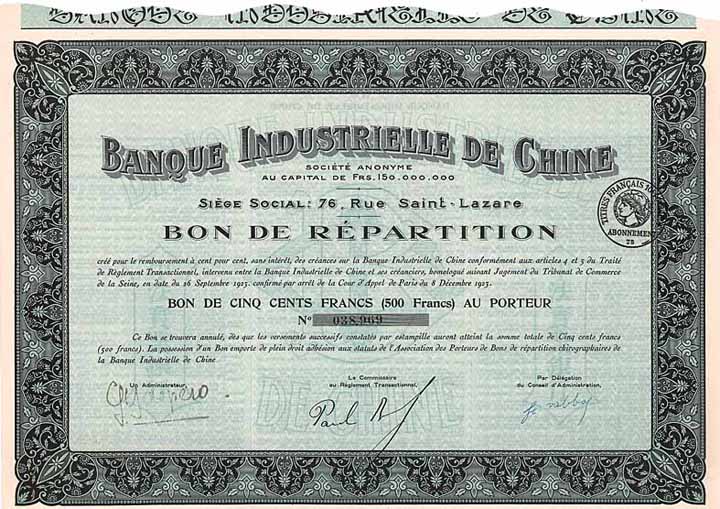 BANQUE INDUSTRIELLE DE CHINE
SOCIÉTÉ ANONYME
AU CAPITAL DE FRS. 150.000.000
SIÈGE SOCIAL: 76, Rue Saint-Lazare
BON DE RÉPARTITION
créé pour le remboursement à cent pour cent, sans intérêt, des créances sur la Banque Industrielle de Chine conformément aux articles 4 et 5 du Traité
de Règlement Transactionnel, intervenu entre la Banque Industrielle de Chine et ses créanciers, homologué suivant Jugement du Tribunal de Commerce
de la Seine, en date du 26 Septembre 1923, confirmé par arrêt de la Cour d'Appel de Paris du 8 Décembre 1923.
BON DE CINQ CENTS FRANCS (500 Francs) AU PORTEUR
N° 038,969
TITRES FRANÇAIS
ABONNEMENT
78
Ce Bon se trouvera annulé, dès que les versements successifs constatés par estampille auront atteint la somme totale de Cinq cents francs
(500 francs). La possession d'un Bon emporte de plein droit adhésion aux statuts de l'Association des Porteurs de Bons de répartition chirographaires de
la Banque Industrielle de Chine
Un Administrateur
Le Commissaire
au Règlement Transactionnel,
Par Délégation
du Conseil d'Administration,
Paul